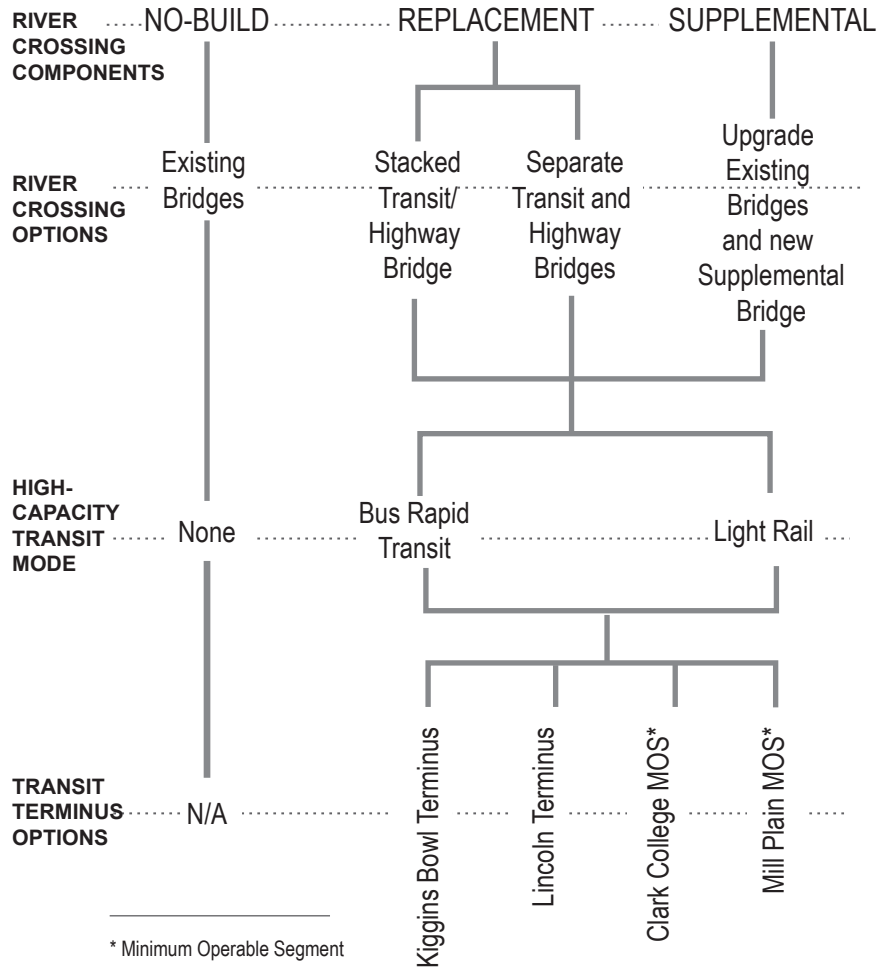 RIVER
CROSSING
COMPONENTS
NO-BUILD
REPLACEMENT
SUPPLEMENTAL
RIVER
CROSSING
OPTIONS
Existing
Bridges
Stacked
Transit/
Highway
Bridge
Separate
Transit and
Highway
Bridges
Upgrade
Existing
Bridges
and new
Supplemental
Bridge
HIGH-
CAPACITY
TRANSIT
MODE
None
Bus Rapid
Transit
Light Rail
TRANSIT
TERMINUS
OPTIONS
N/A
Kiggins Bowl Terminus
Lincoln Terminus
Clark College MOS*
Mill Plain MOS*
* Minimum Operable Segment